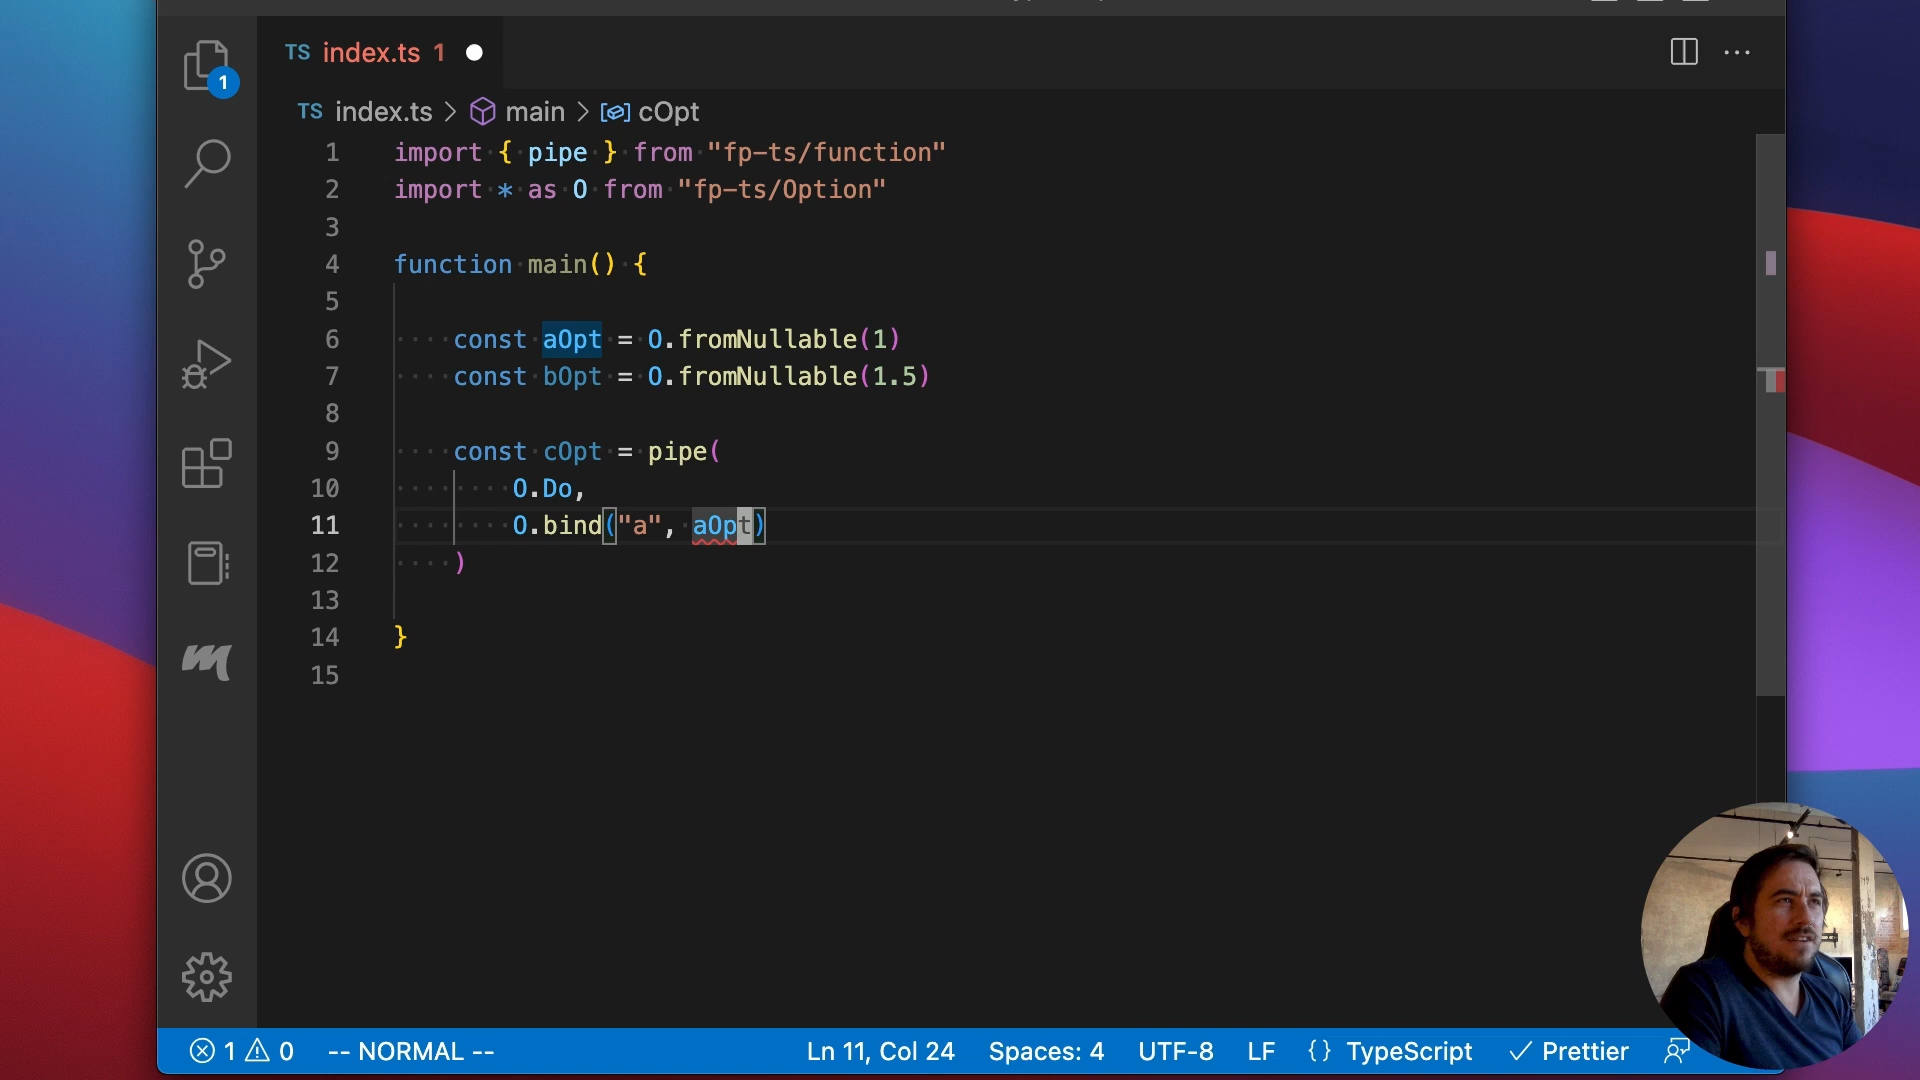 TS index.ts 1
1
TS index.ts > main > cOpt
1 import { pipe } from "fp-ts/function"
2 import * as O from "fp-ts/Option"
3
4 function main() {
5
6 const aOpt = O.fromNullable(1)
7 const bOpt = O.fromNullable(1.5)
8
9 const cOpt = pipe(
10 O.Do,
11 O.bind("a", aOpt)
12 )
13
14 }
15
1 0 -- NORMAL -- Ln 11, Col 24 Spaces: 4 UTF-8 LF {} TypeScript ✓ Prettier